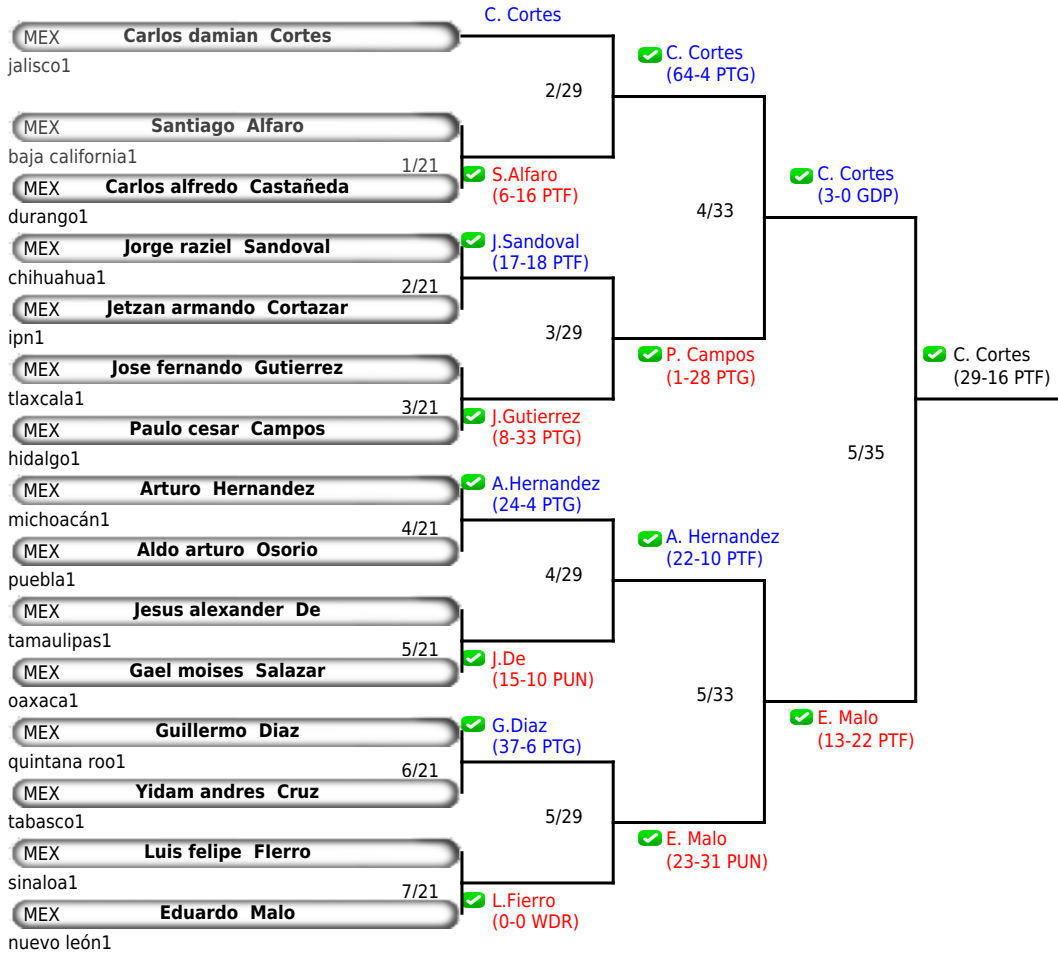 C. Cortes
MEX Carlos damian Cortes
jalisco1
C. Cortes
(64-4 PTG)
2/29
MEX Santiago Alfaro
baja california1
1/21
S.Alfaro
(6-16 PTF)
MEX Carlos alfredo Castañeda
durango1
C. Cortes
(3-0 GDP)
4/33
MEX Jorge raziel Sandoval
chihuahua1
J.Sandoval
(17-18 PTF)
2/21
MEX Jetzan armando Cortazar
ipn1
3/29
MEX Jose fernando Gutierrez
tlaxcala1
P. Campos
(1-28 PTG)
C. Cortes
(29-16 PTF)
3/21
J.Gutierrez
(8-33 PTG)
MEX Paulo cesar Campos
hidalgo1
5/35
MEX Arturo Hernandez
michoacán1
A.Hernandez
(24-4 PTG)
4/21
MEX Aldo arturo Osorio
puebla1
A. Hernandez
(22-10 PTF)
4/29
MEX Jesus alexander De
tamaulipas1
5/21
J.De
(15-10 PUN)
MEX Gael moises Salazar
oaxaca1
5/33
E. Malo
(13-22 PTF)
MEX Guillermo Diaz
quintana roo1
G.Diaz
(37-6 PTG)
6/21
MEX Yidam andres Cruz
tabasco1
5/29
MEX Luis felipe FIerro
sinaloa1
E. Malo
(23-31 PUN)
7/21
L.Fierro
(0-0 WDR)
MEX Eduardo Malo
nuevo león1